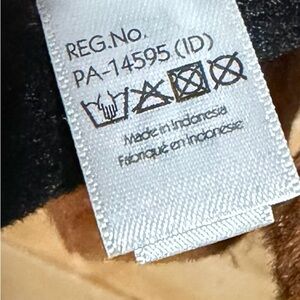 REG.No.
PA-14595 (ID)
Made in Indonesia
Fabriqué en Indonésie